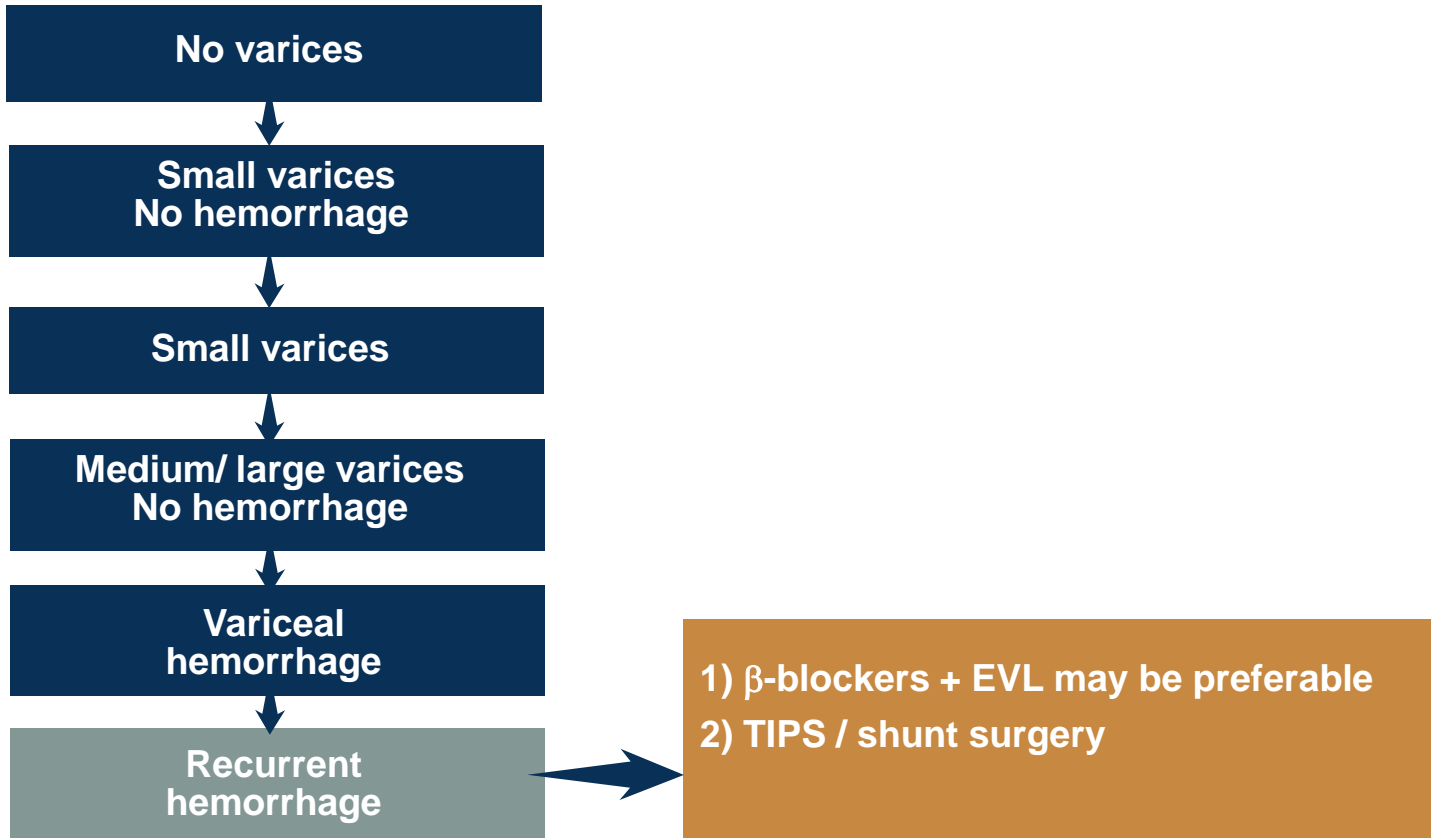 No varices
Small varices
No hemorrhage
Small varices
Medium/ large varices
No hemorrhage
Variceal
hemorrhage
Recurrent
hemorrhage
1) β-blockers + EVL may be preferable
2) TIPS / shunt surgery